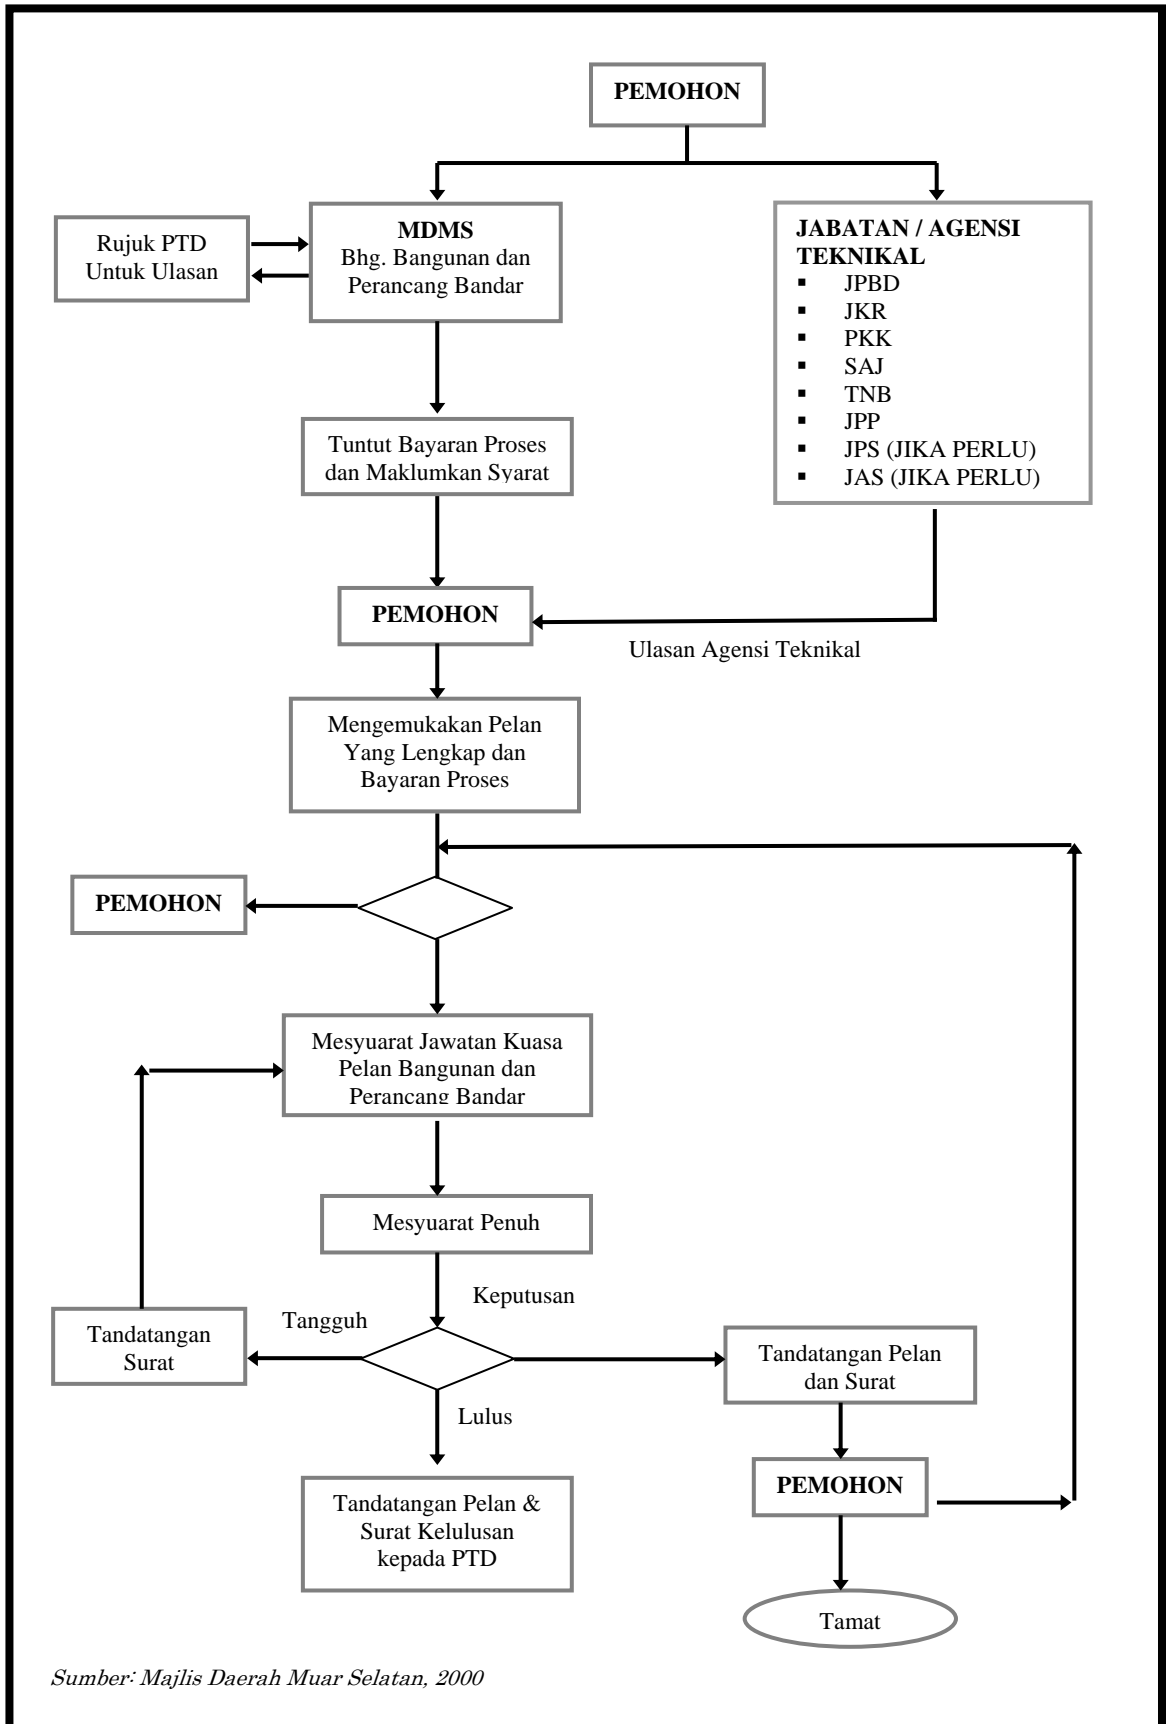 PEMOHON
Rujuk PTD
Untuk Ulasan
MDMS
Bhg. Bangunan dan
Perancang Bandar
JABATAN / AGENSI
TEKNIKAL
▪ JPBD
▪ JKR
▪ PKK
▪ SAJ
▪ TNB
▪ JPP
▪ JPS (JIKA PERLU)
▪ JAS (JIKA PERLU)
Tuntut Bayaran Proses
dan Maklumkan Syarat
PEMOHON
Ulasan Agensi Teknikal
Mengemukakan Pelan
Yang Lengkap dan
Bayaran Proses
PEMOHON
Mesyuarat Jawatan Kuasa
Pelan Bangunan dan
Perancang Bandar
Mesyuarat Penuh
Keputusan
Tangguh
Tandatangan
Surat
Tandatangan Pelan
dan Surat
Lulus
PEMOHON
Tandatangan Pelan &
Surat Kelulusan
kepada PTD
Tamat
Sumber: Majlis Daerah Muar Selatan, 2000